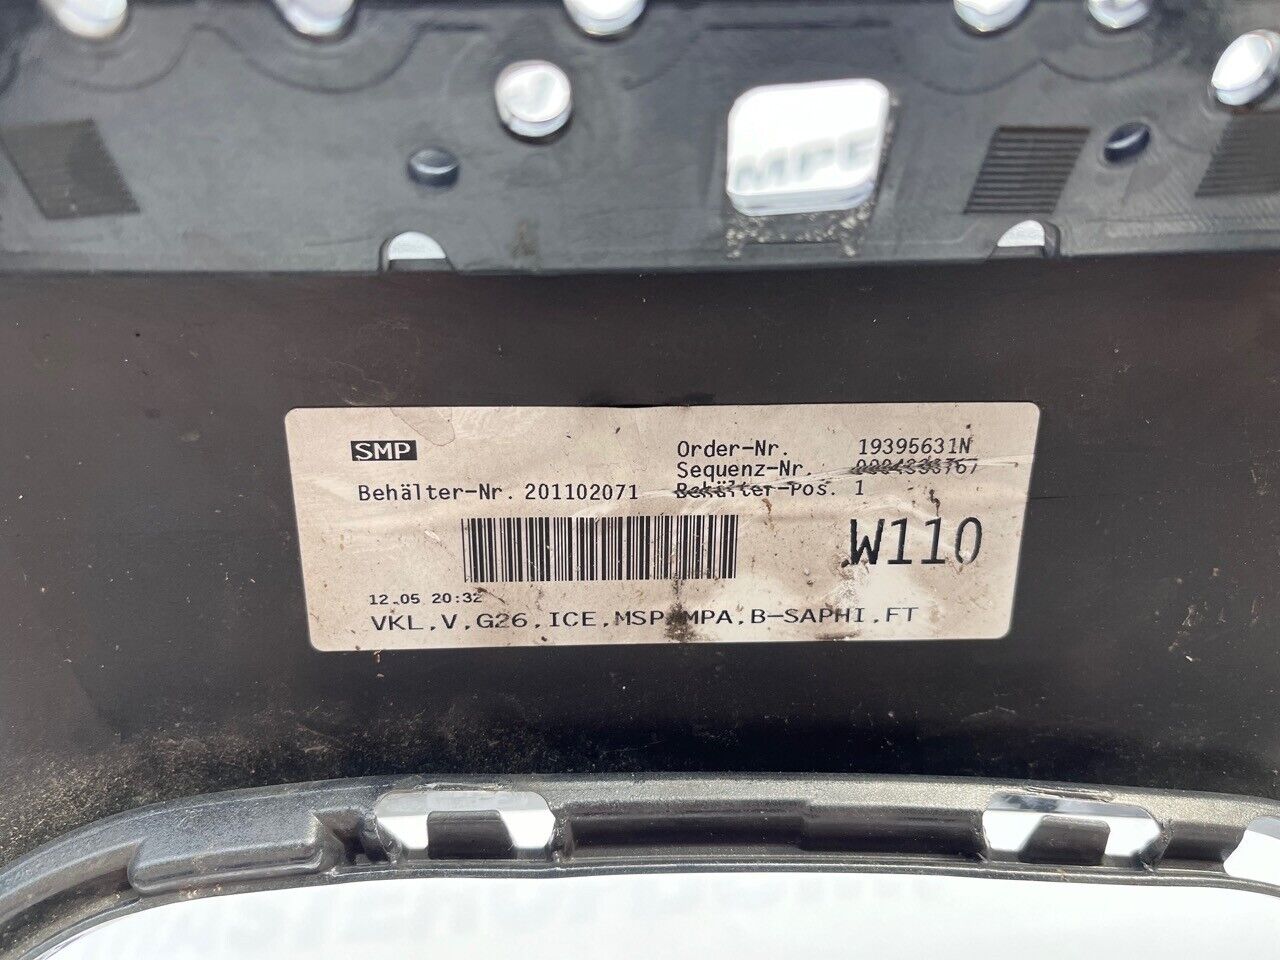 SMP
Order-Nr. 19395631N
Sequenz-Nr.
Behälter-Nr. 201102071 Behälter-Pos. 1
W110
12.05 20:32
VKL,V,G26,ICE,MSP,MPA,B-SAPHI,FT